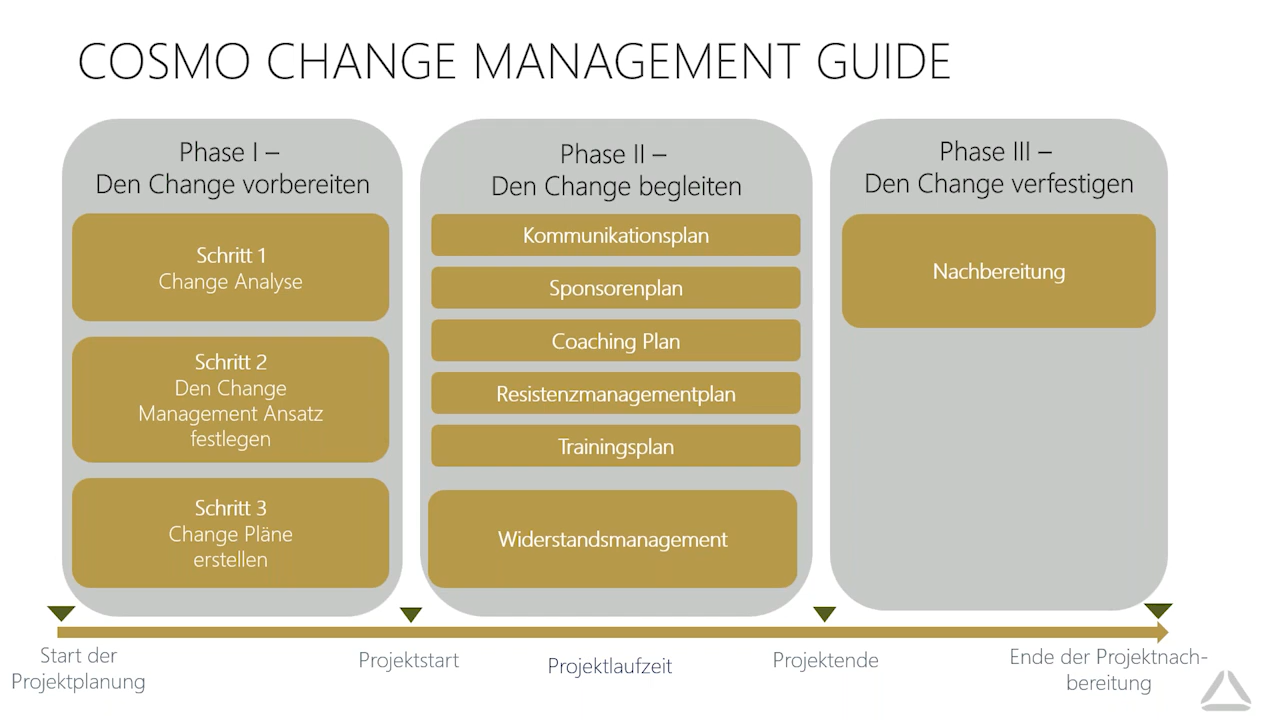 COSMO CHANGE MANAGEMENT GUIDE
Phase I –
Den Change vorbereiten
Schritt 1
Change Analyse
Schritt 2
Den Change
Management Ansatz
festlegen
Schritt 3
Change Pläne
erstellen
Phase II –
Den Change begleiten
Kommunikationsplan
Sponsorenplan
Coaching Plan
Resistenzmanagementplan
Trainingsplan
Widerstandsmanagement
Phase III –
Den Change verfestigen
Nachbereitung
Start der
Projektplanung
Projektstart
Projektlaufzeit
Projektende
Ende der Projektnach-
bereitung